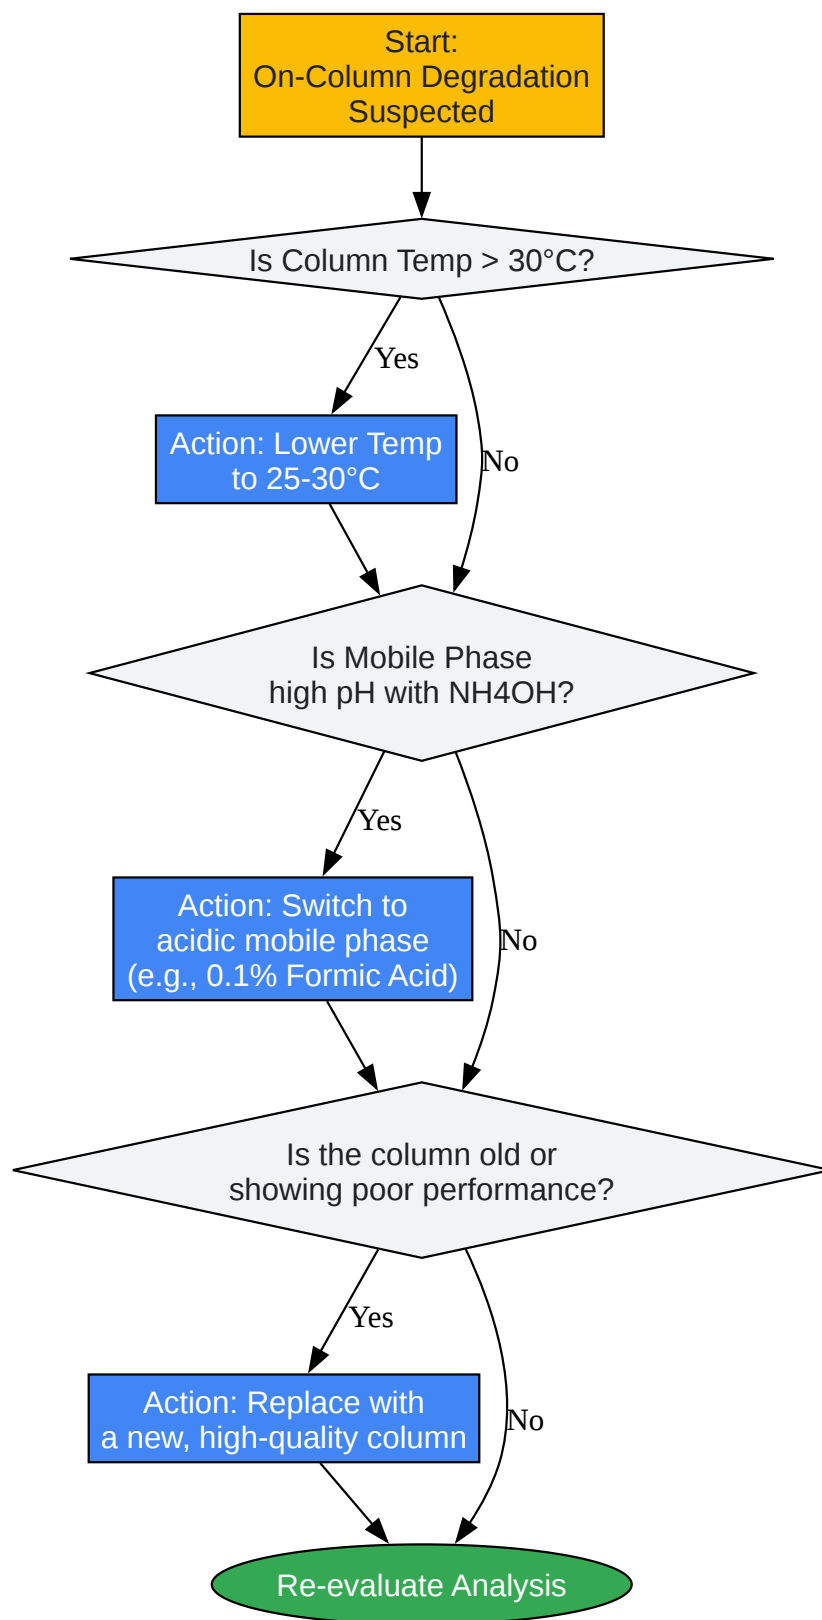 Start:
On-Column Degradation
Suspected
Is Column Temp > 30°C?
Yes
Action: Lower Temp
to 25-30°C
No
Is Mobile Phase
high pH with NH4OH?
Yes
Action: Switch to
acidic mobile phase
(e.g., 0.1% Formic Acid)
No
Is the column old or
showing poor performance?
Yes
Action: Replace with
a new, high-quality column
No
Re-evaluate Analysis